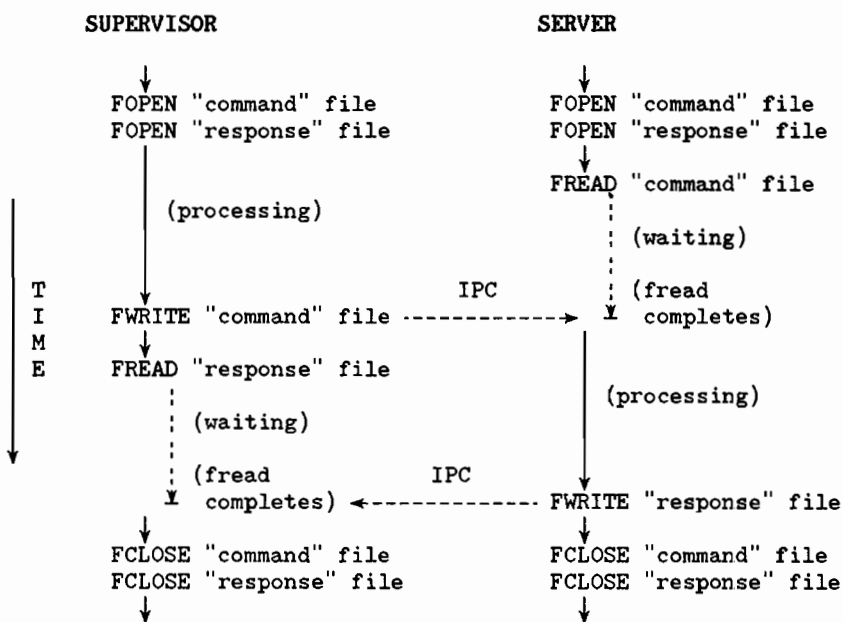 SUPERVISOR SERVER
FOPEN "command" file FOPEN "command" file
FOPEN "response" file FOPEN "response" file
FREAD "command" file
(processing)
(waiting)
T IPC (fread
I FWRITE "command" file completes)
M
E FREAD "response" file
(processing)
(waiting)
(fread IPC
completes) FWRITE "response" file
FCLOSE "command" file FCLOSE "command" file
FCLOSE "response" file FCLOSE "response" file